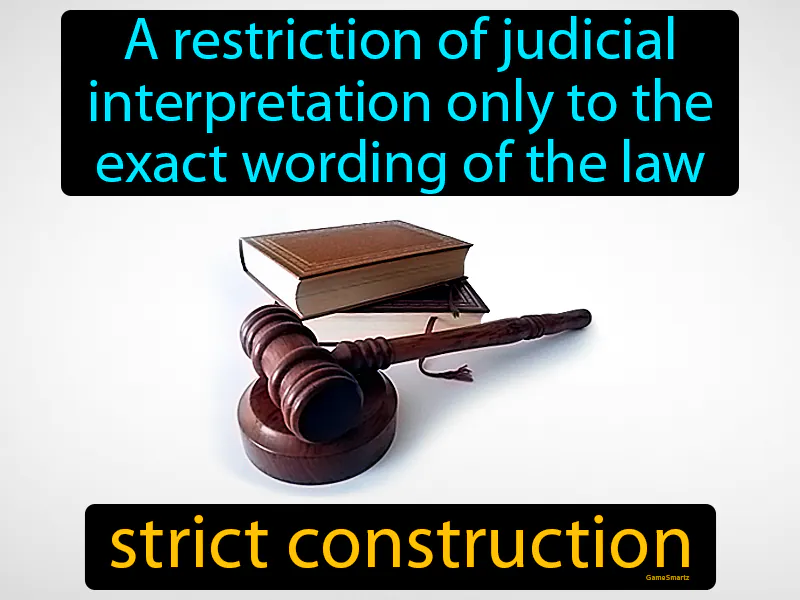 A restriction of judicial
interpretation only to the
exact wording of the law
strict construction
GameSmartz